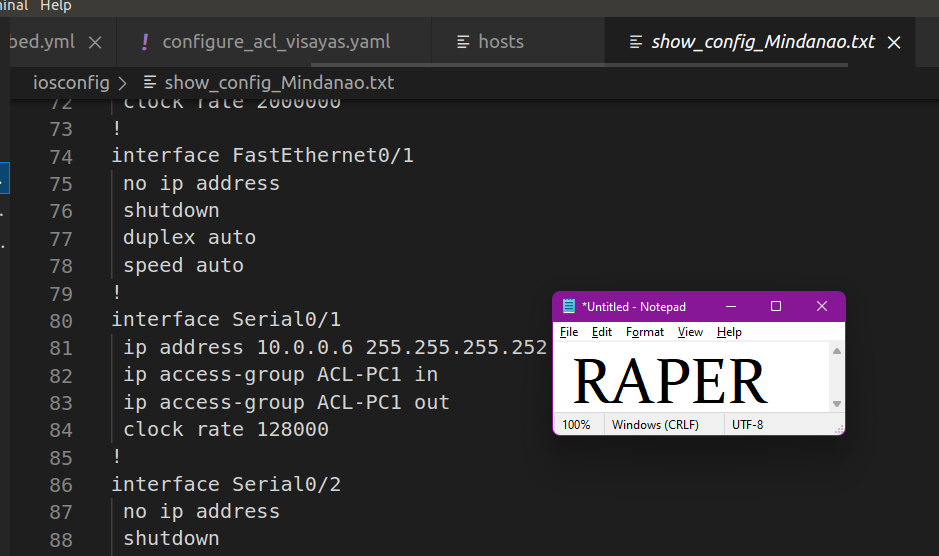 Help
bed.yml
! configure_acl_visayas.yaml
hosts
show_config_Mindanao.txt
iosconfig > show_config_Mindanao.txt
72 clock rate 2000000
73 !
74 interface FastEthernet0/1
75 no ip address
76 shutdown
77 duplex auto
78 speed auto
79 !
80 interface Serial0/1
81 ip address 10.0.0.6 255.255.255.252
82 ip access-group ACL-PC1 in
83 ip access-group ACL-PC1 out
84 clock rate 128000
85 !
86 interface Serial0/2
87 no ip address
88 shutdown
*Untitled - Notepad
File Edit Format View Help
RAPER
100% Windows (CRLF) UTF-8